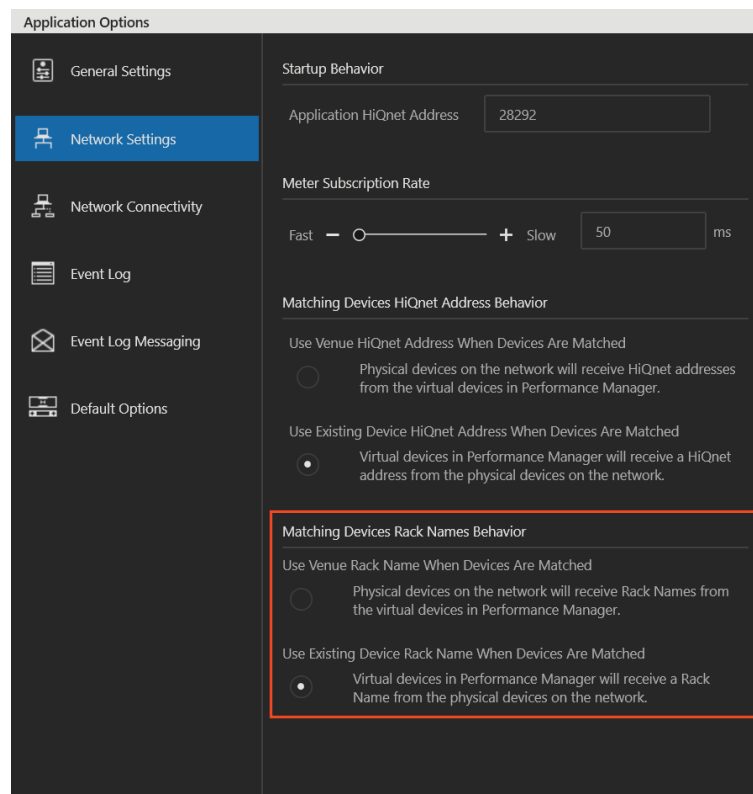 Application Options
General Settings
Network Settings
Network Connectivity
Event Log
Event Log Messaging
Default Options
Startup Behavior
Application HiQnet Address
28292
Meter Subscription Rate
Fast
Slow
50
ms
Matching Devices HiQnet Address Behavior
Use Venue HiQnet Address When Devices Are Matched
Physical devices on the network will receive HiQnet addresses
from the virtual devices in Performance Manager.
Use Existing Device HiQnet Address When Devices Are Matched
Virtual devices in Performance Manager will receive a HiQnet
address from the physical devices on the network.
Matching Devices Rack Names Behavior
Use Venue Rack Name When Devices Are Matched
Physical devices on the network will receive Rack Names from
the virtual devices in Performance Manager.
Use Existing Device Rack Name When Devices Are Matched
Virtual devices in Performance Manager will receive a Rack
Name from the physical devices on the network.